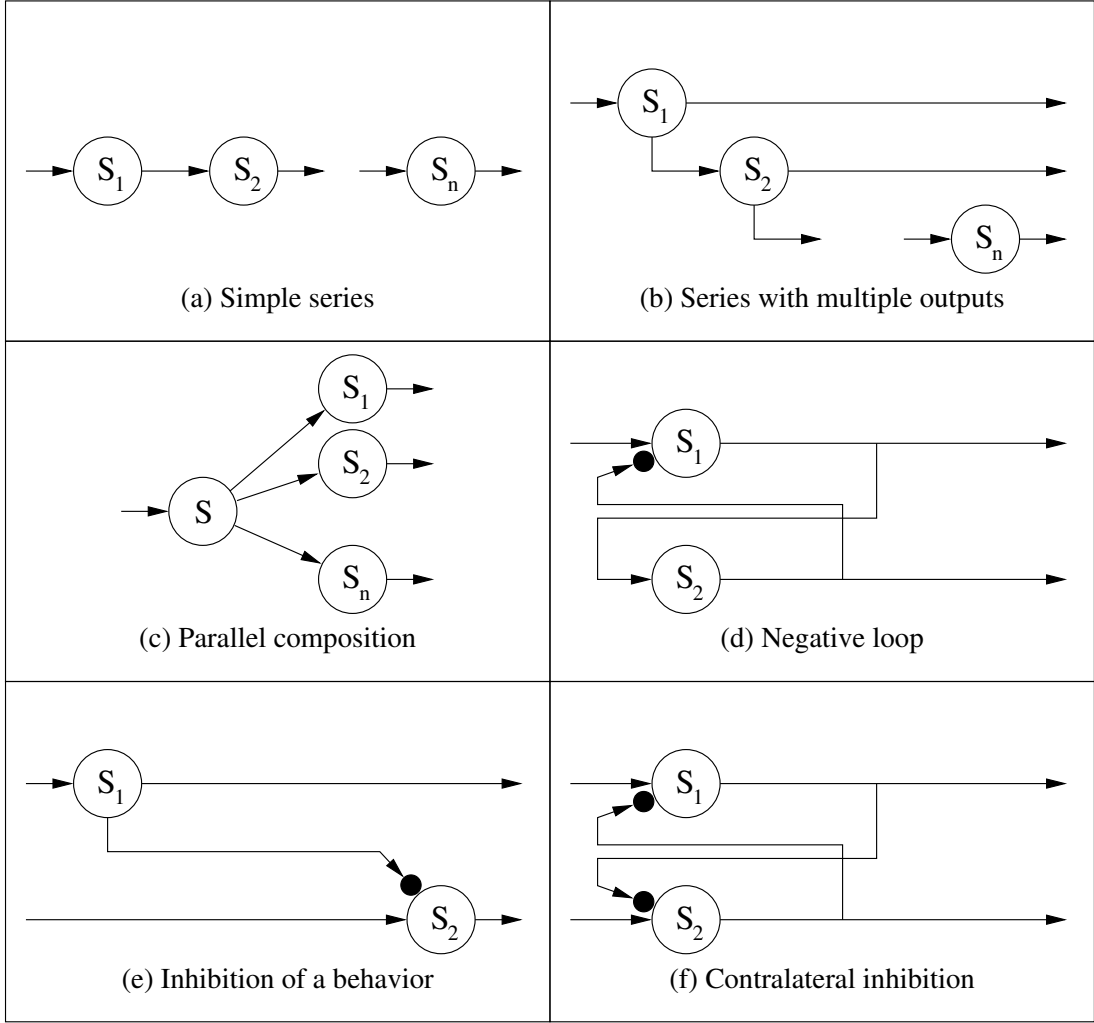 S1 S2 Sn
(a) Simple series
S1
S2
Sn
(b) Series with multiple outputs
S1
S2
S
Sn
(c) Parallel composition
S1
S2
(d) Negative loop
S1
S2
(e) Inhibition of a behavior
S1
S2
(f) Contralateral inhibition